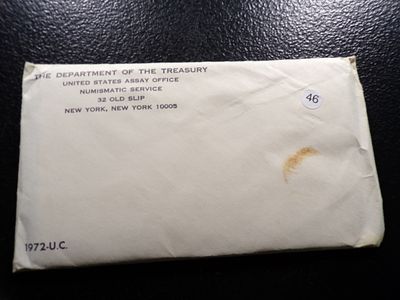 THE DEPARTMENT OF THE TREASURY
UNITED STATES ASSAY OFFICE
NUMISMATIC SERVICE
32 OLD SLIP
NEW YORK, NEW YORK 10005
46
1972-U.C.